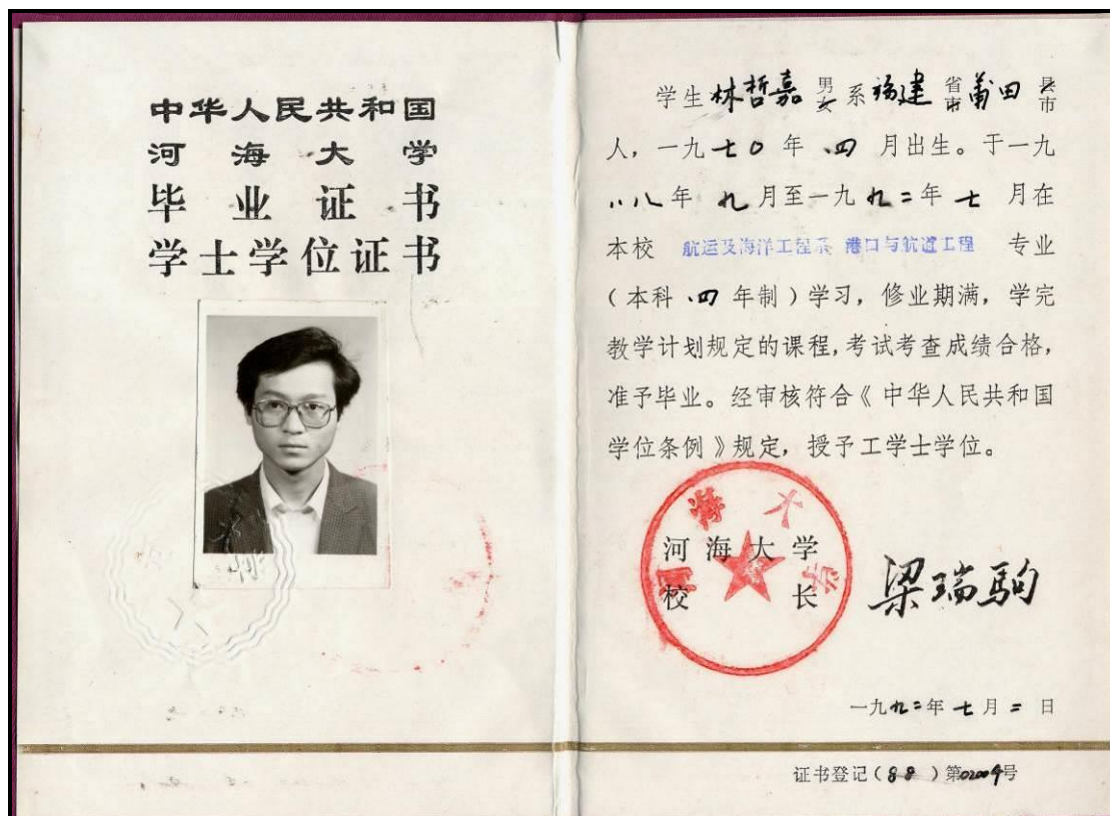 中华人民共和国
河海大学
毕业证书
学士学位证书
学生林哲嘉 男女 系福建 省市 莆田 县市
人，一九七〇年 四 月出生。于一九
八八年 九 月至一九九二年 七 月在
本校 航运及海洋工程系 港口与航道工程 专业
（本科 四 年制）学习，修业期满，学完
教学计划规定的课程，考试考查成绩合格，
准予毕业。经审核符合《中华人民共和国
学位条例》规定，授予工学士学位。
河海大学
河海大学
校长
梁瑞驹
一九九二年七月二日
证书登记（88）第号